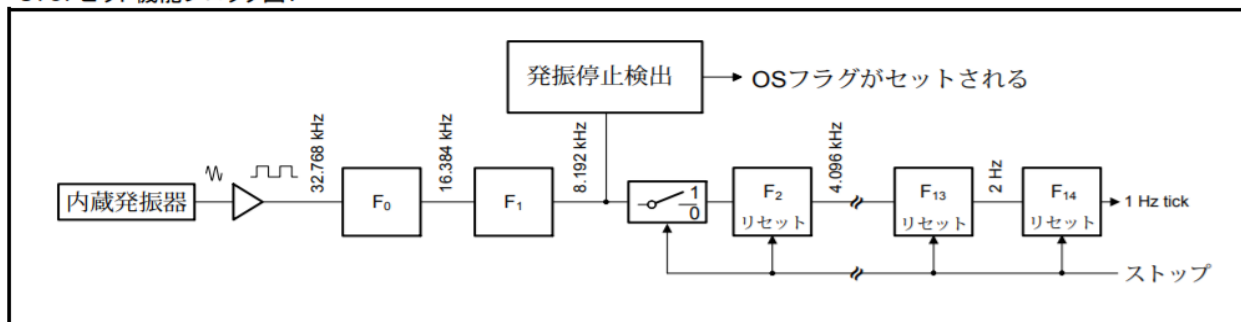 発振停止検出
OSフラグがセットされる
内蔵発振器
32.768 kHz
F0
16.384 kHz
F1
8.192 kHz
1
0
F2
リセット
4.096 kHz
F13
リセット
2 Hz
F14
リセット
1 Hz tick
ストップ